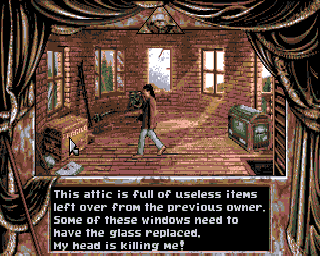 This attic is full of useless items
left over from the previous owner.
Some of these windows need to
have the glass replaced.
My head is killing me!